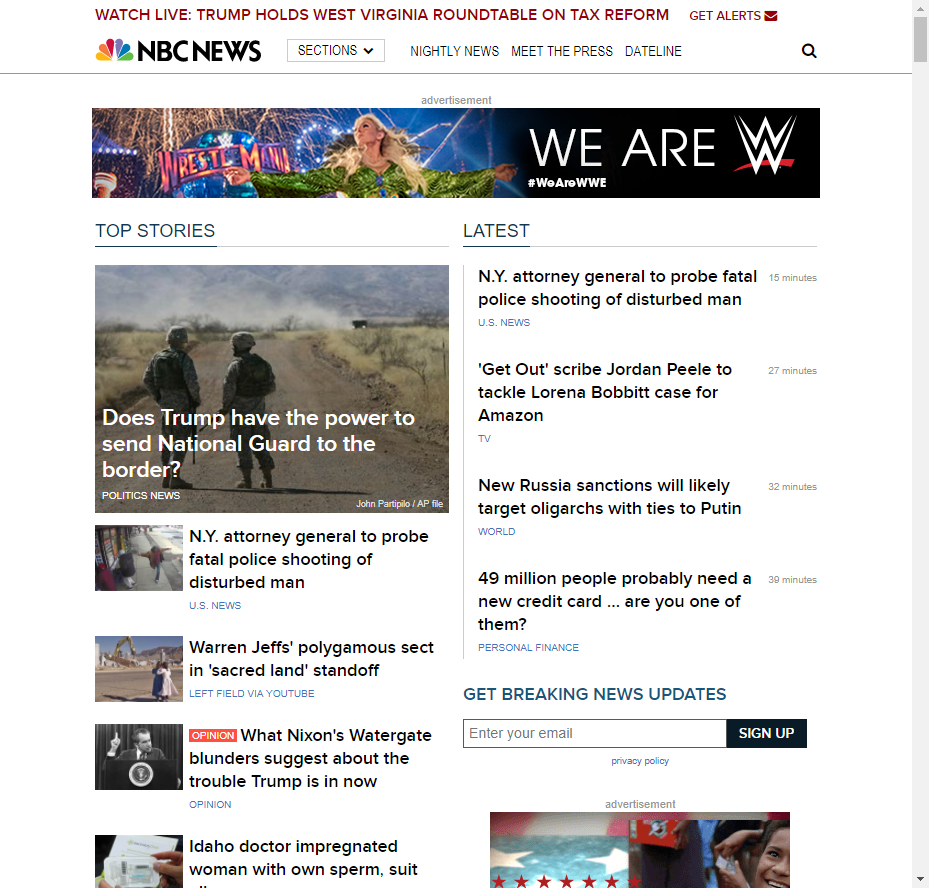 WATCH LIVE: TRUMP HOLDS WEST VIRGINIA ROUNDTABLE ON TAX REFORM GET ALERTS
NBC NEWS SECTIONS NIGHTLY NEWS MEET THE PRESS DATELINE
advertisement
WRESTLEMANIA
WE ARE W
#WeAreWWE
TOP STORIES
Does Trump have the power to
send National Guard to the
border?
POLITICS NEWS
John Partipilo / AP file
N.Y. attorney general to probe
fatal police shooting of
disturbed man
U.S. NEWS
Warren Jeffs' polygamous sect
in 'sacred land' standoff
LEFT FIELD VIA YOUTUBE
OPINION What Nixon's Watergate
blunders suggest about the
trouble Trump is in now
OPINION
Idaho doctor impregnated
woman with own sperm, suit
LATEST
N.Y. attorney general to probe fatal 15 minutes
police shooting of disturbed man
U.S. NEWS
'Get Out' scribe Jordan Peele to 27 minutes
tackle Lorena Bobbitt case for
Amazon
TV
New Russia sanctions will likely 32 minutes
target oligarchs with ties to Putin
WORLD
49 million people probably need a 39 minutes
new credit card ... are you one of
them?
PERSONAL FINANCE
GET BREAKING NEWS UPDATES
Enter your email SIGN UP
privacy policy
advertisement